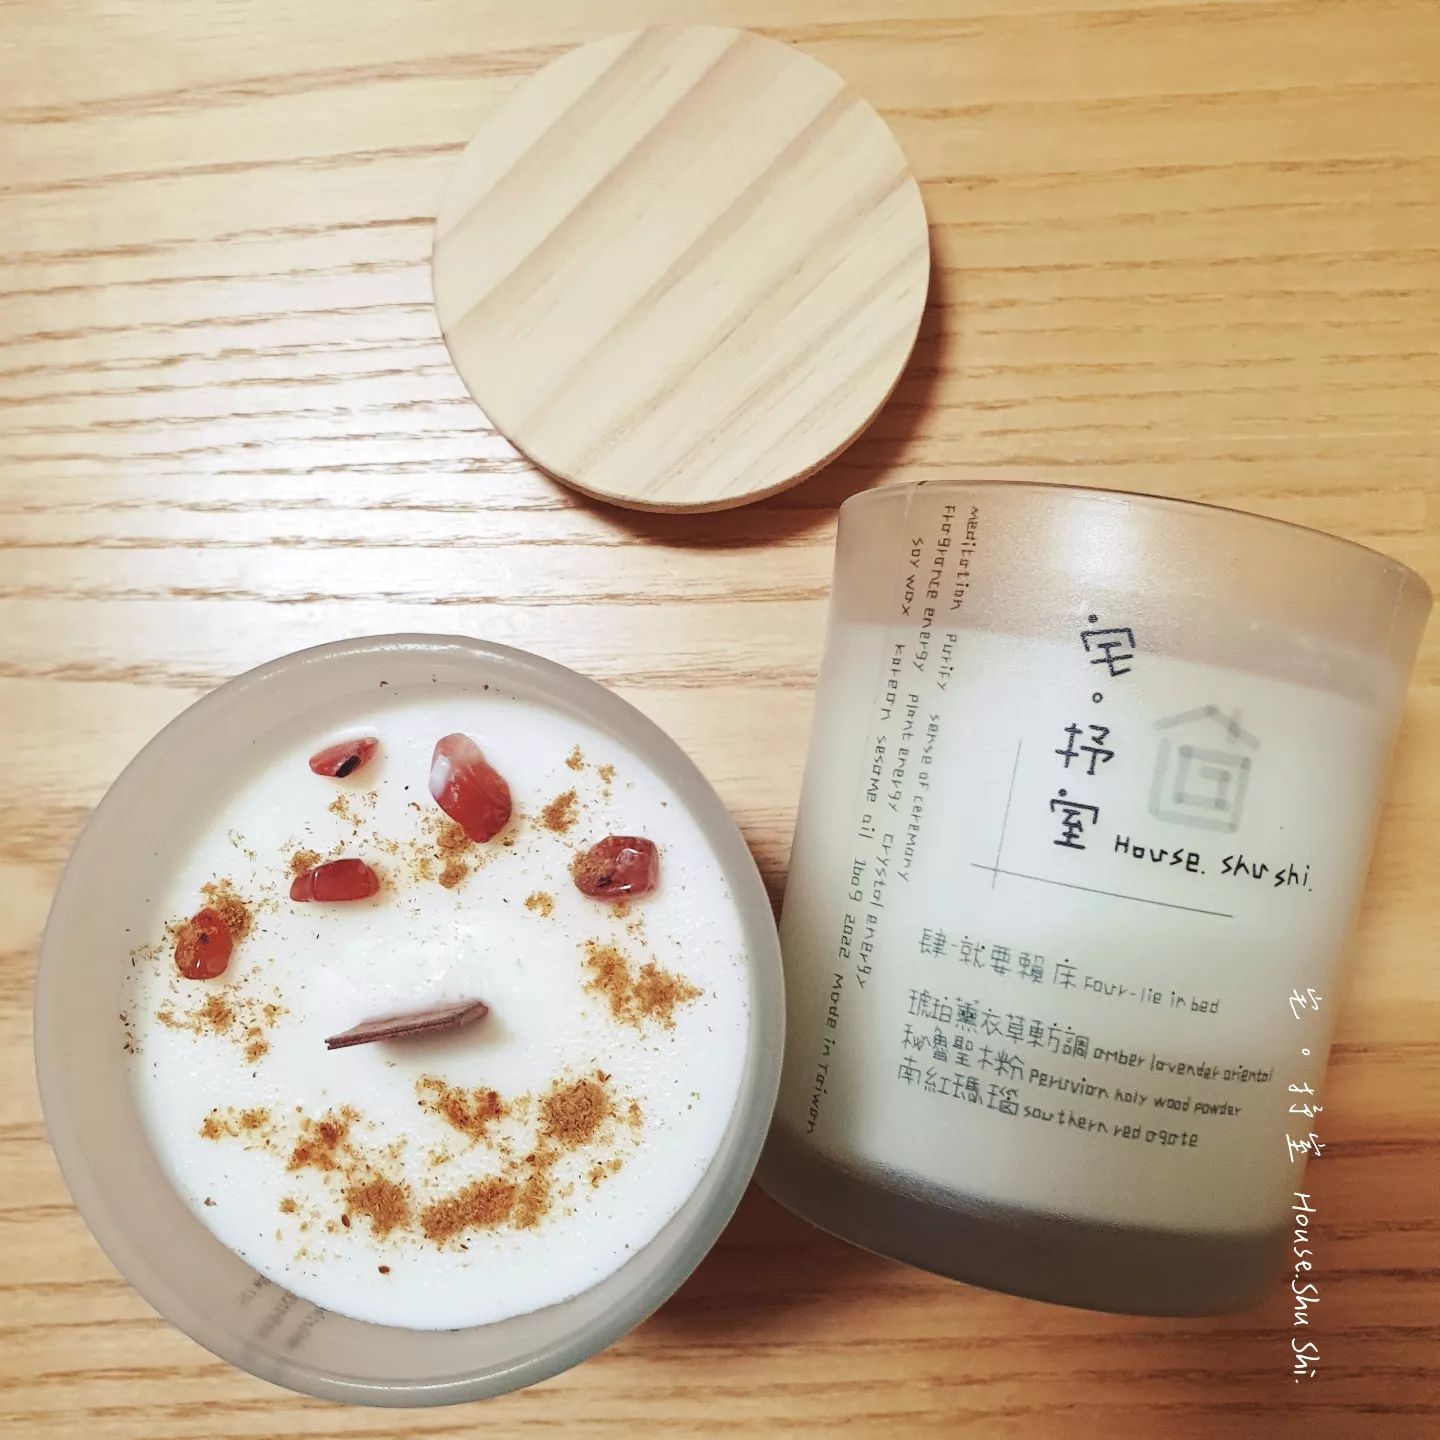 meditation purify sense of ceremony
Fragrance energy plant energy crystal energy
soy wax Kateern sesame oil 160g 2022 Made in Taiwan
宅。抒室
House. shu shi.
肆-就要賴床 Four-lie in bed
琥珀薰衣草東方調 amber lavender oriental
秘魯聖木粉 Peruvian holy wood powder
南紅瑪瑙 southern red agate
宅。抒室 House.Shu Shi.